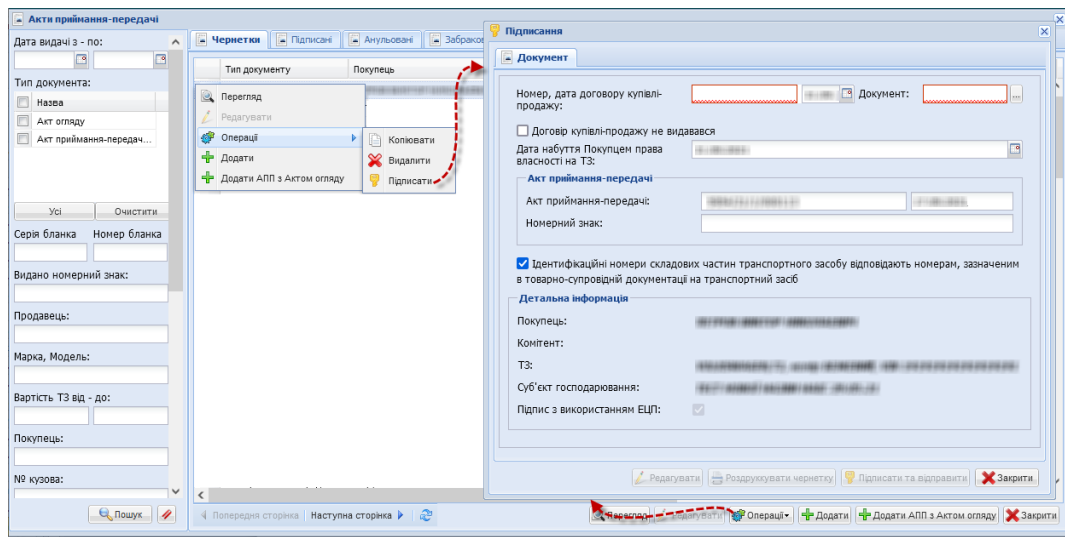 Акти приймання-передачі
Дата видачі з - по:
Тип документа:
Назва
Акт огляду
Акт приймання-передач...
Усі
Очистити
Серія бланка
Номер бланка
Видано номерний знак:
Продавець:
Марка, Модель:
Вартість ТЗ від - до:
Покупець:
№ кузова:
Пошук
Чернетки
Підписані
Анульовані
Забраков
Тип документу
Покупець
Перегляд
Редагувати
Операції
Додати
Додати АПП з Актом огляду
Копіювати
Видалити
Підписати
Підписання
Документ
Номер, дата договору купівлі-
продажу:
Документ:
...
Договір купівлі-продажу не видавався
Дата набуття Покупцем права
власності на ТЗ:
Акт приймання-передачі
Акт приймання-передачі:
Номерний знак:
Ідентифікаційні номери складових частин транспортного засобу відповідають номерам, зазначеним
в товарно-супровідній документації на транспортний засіб
Детальна інформація
Покупець:
Комітент:
ТЗ:
Суб'єкт господарювання:
Підпис з використанням ЕЦП:
Редагувати
Роздруккувати чернетку
Підписати та відправити
Закрити
Попередня сторінка
Наступна сторінка
Перегляд
Редагувати
Операції
Додати
Додати АПП з Актом огляду
Закрити